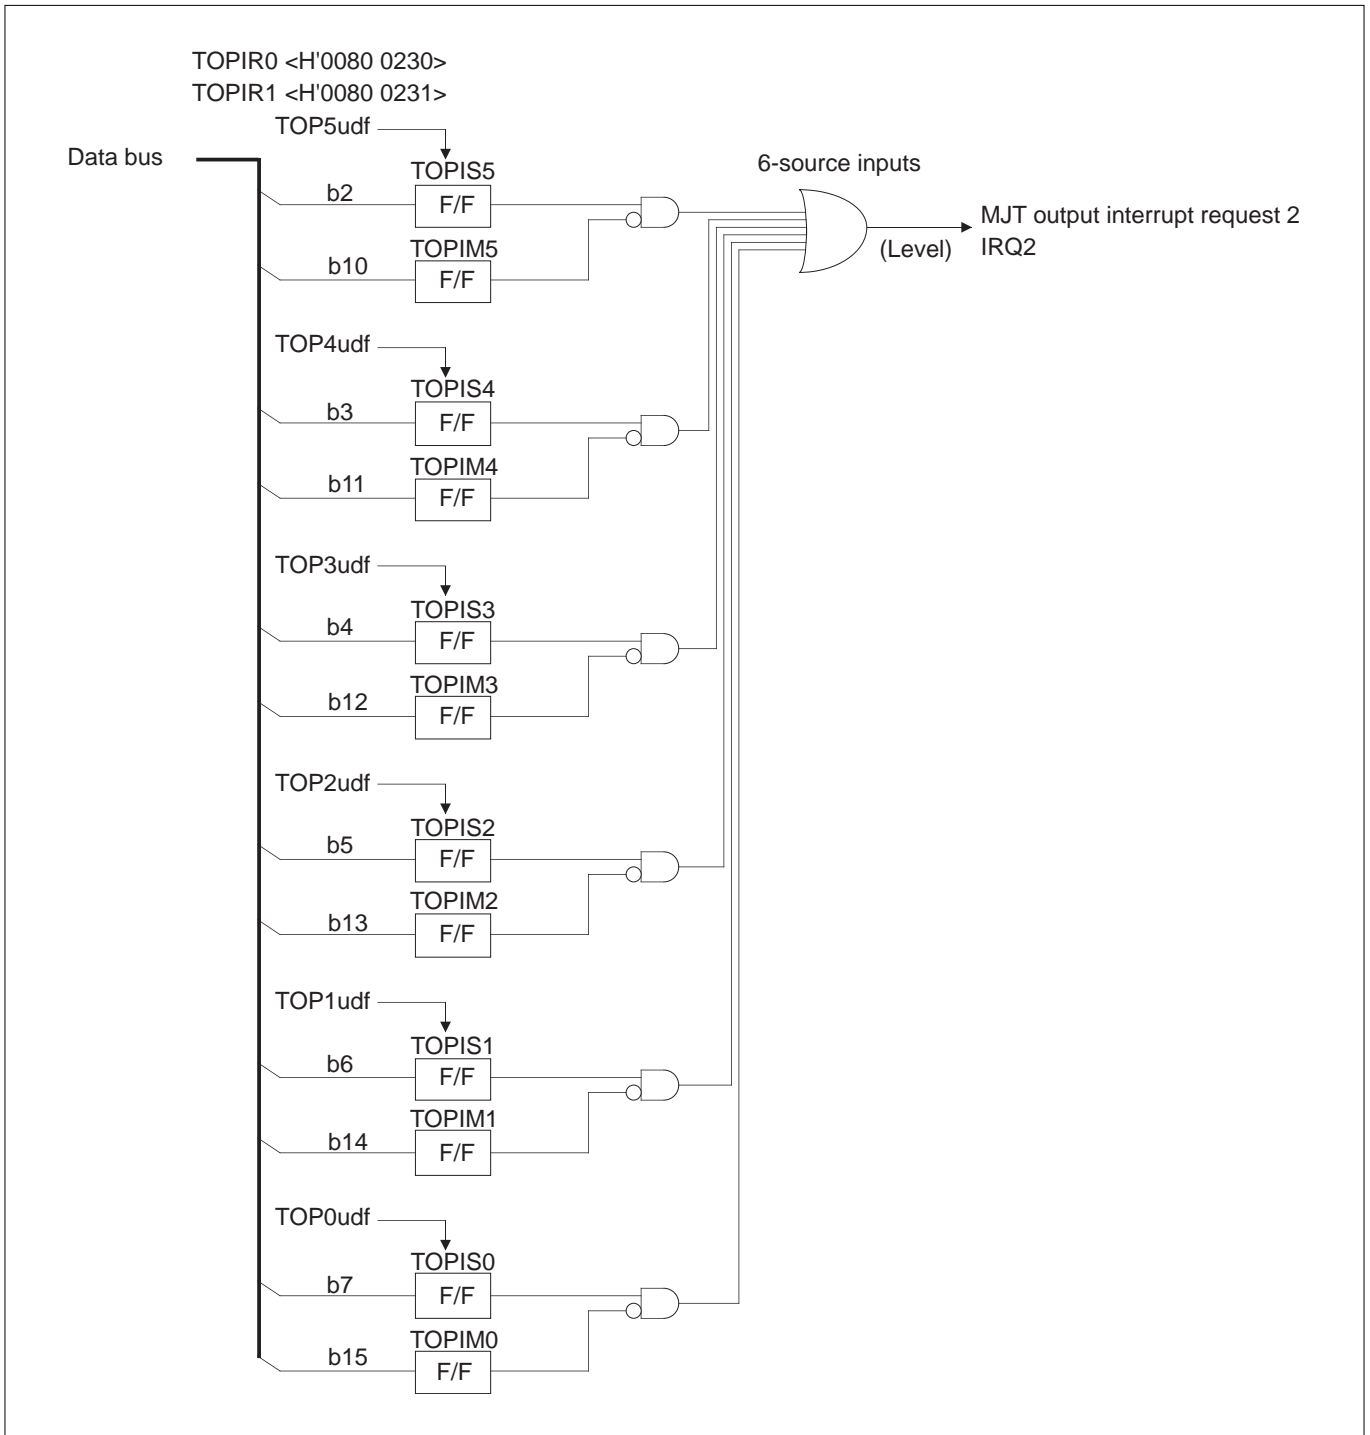 TOPIR0 <H'0080 0230>
TOPIR1 <H'0080 0231>
TOP5udf
Data bus
TOPIS5
6-source inputs
b2
F/F
MJT output interrupt request 2
(Level)
IRQ2
TOPIM5
b10
F/F
TOP4udf
TOPIS4
b3
F/F
TOPIM4
b11
F/F
TOP3udf
TOPIS3
b4
F/F
TOPIM3
b12
F/F
TOP2udf
TOPIS2
b5
F/F
TOPIM2
b13
F/F
TOP1udf
TOPIS1
b6
F/F
TOPIM1
b14
F/F
TOP0udf
TOPIS0
b7
F/F
TOPIM0
b15
F/F